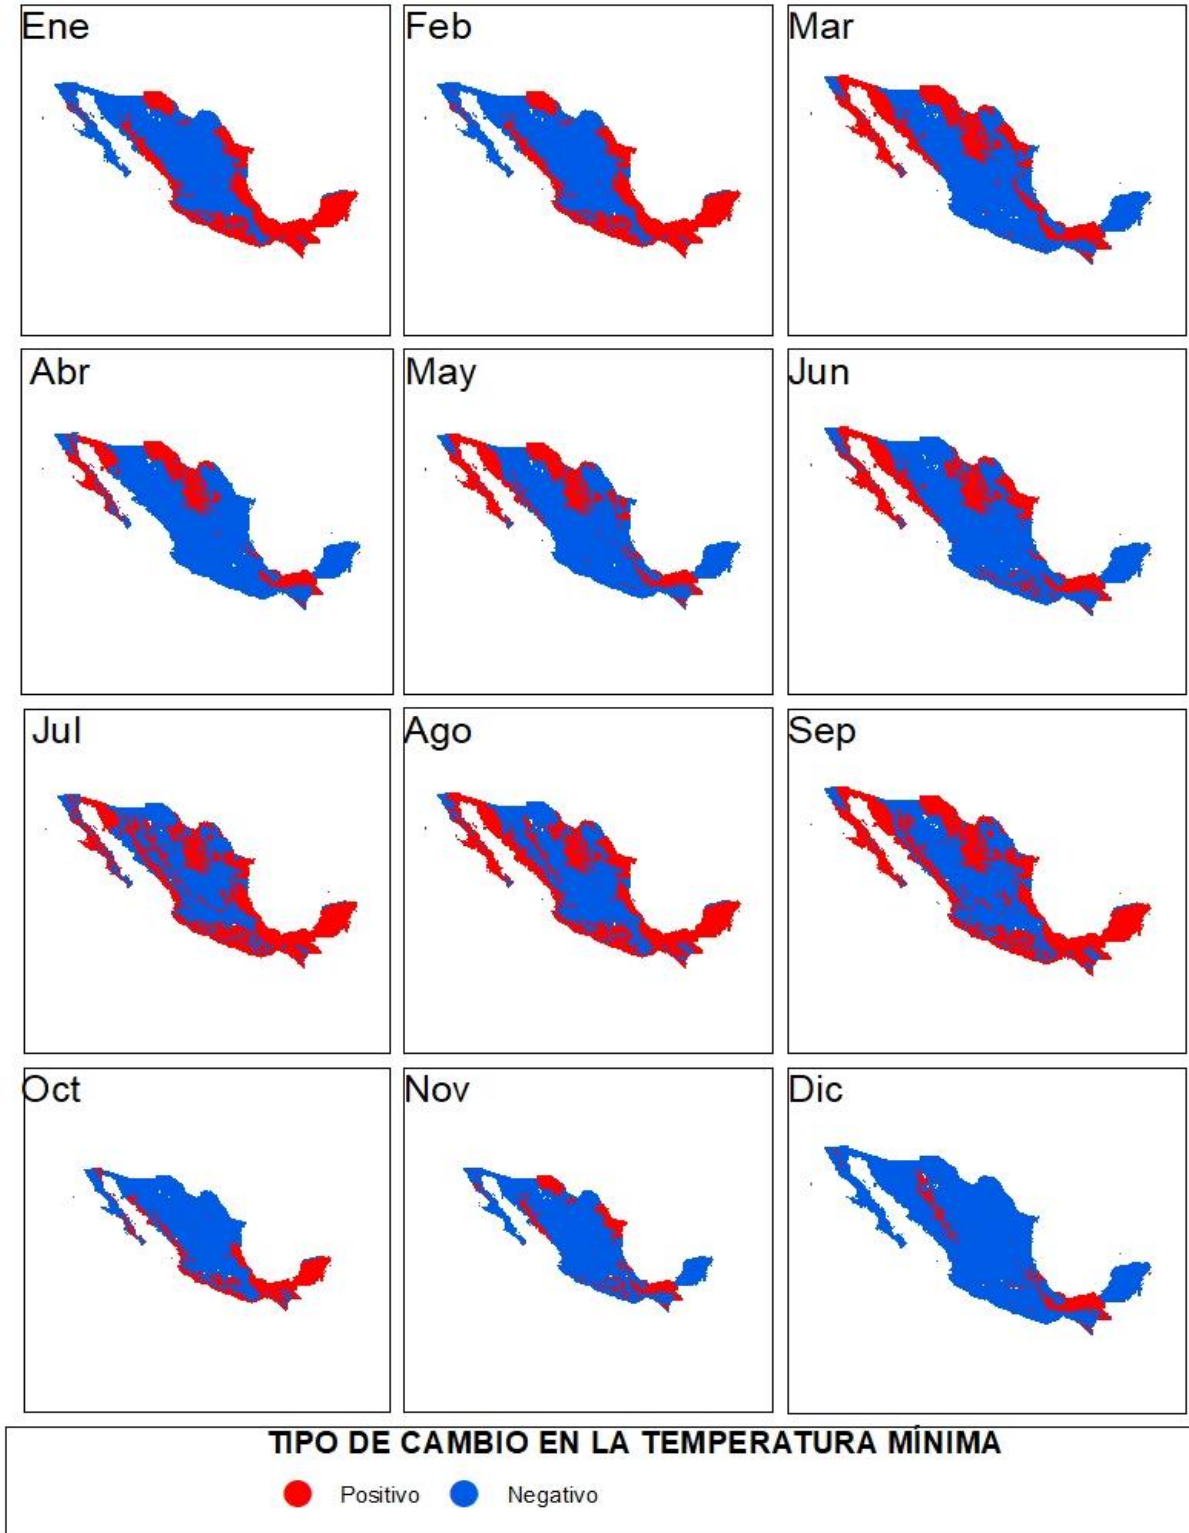 Ene
Feb
Mar
Abr
May
Jun
Jul
Ago
Sep
Oct
Nov
Dic
TIPO DE CAMBIO EN LA TEMPERATURA MÍNIMA
Positivo
Negativo